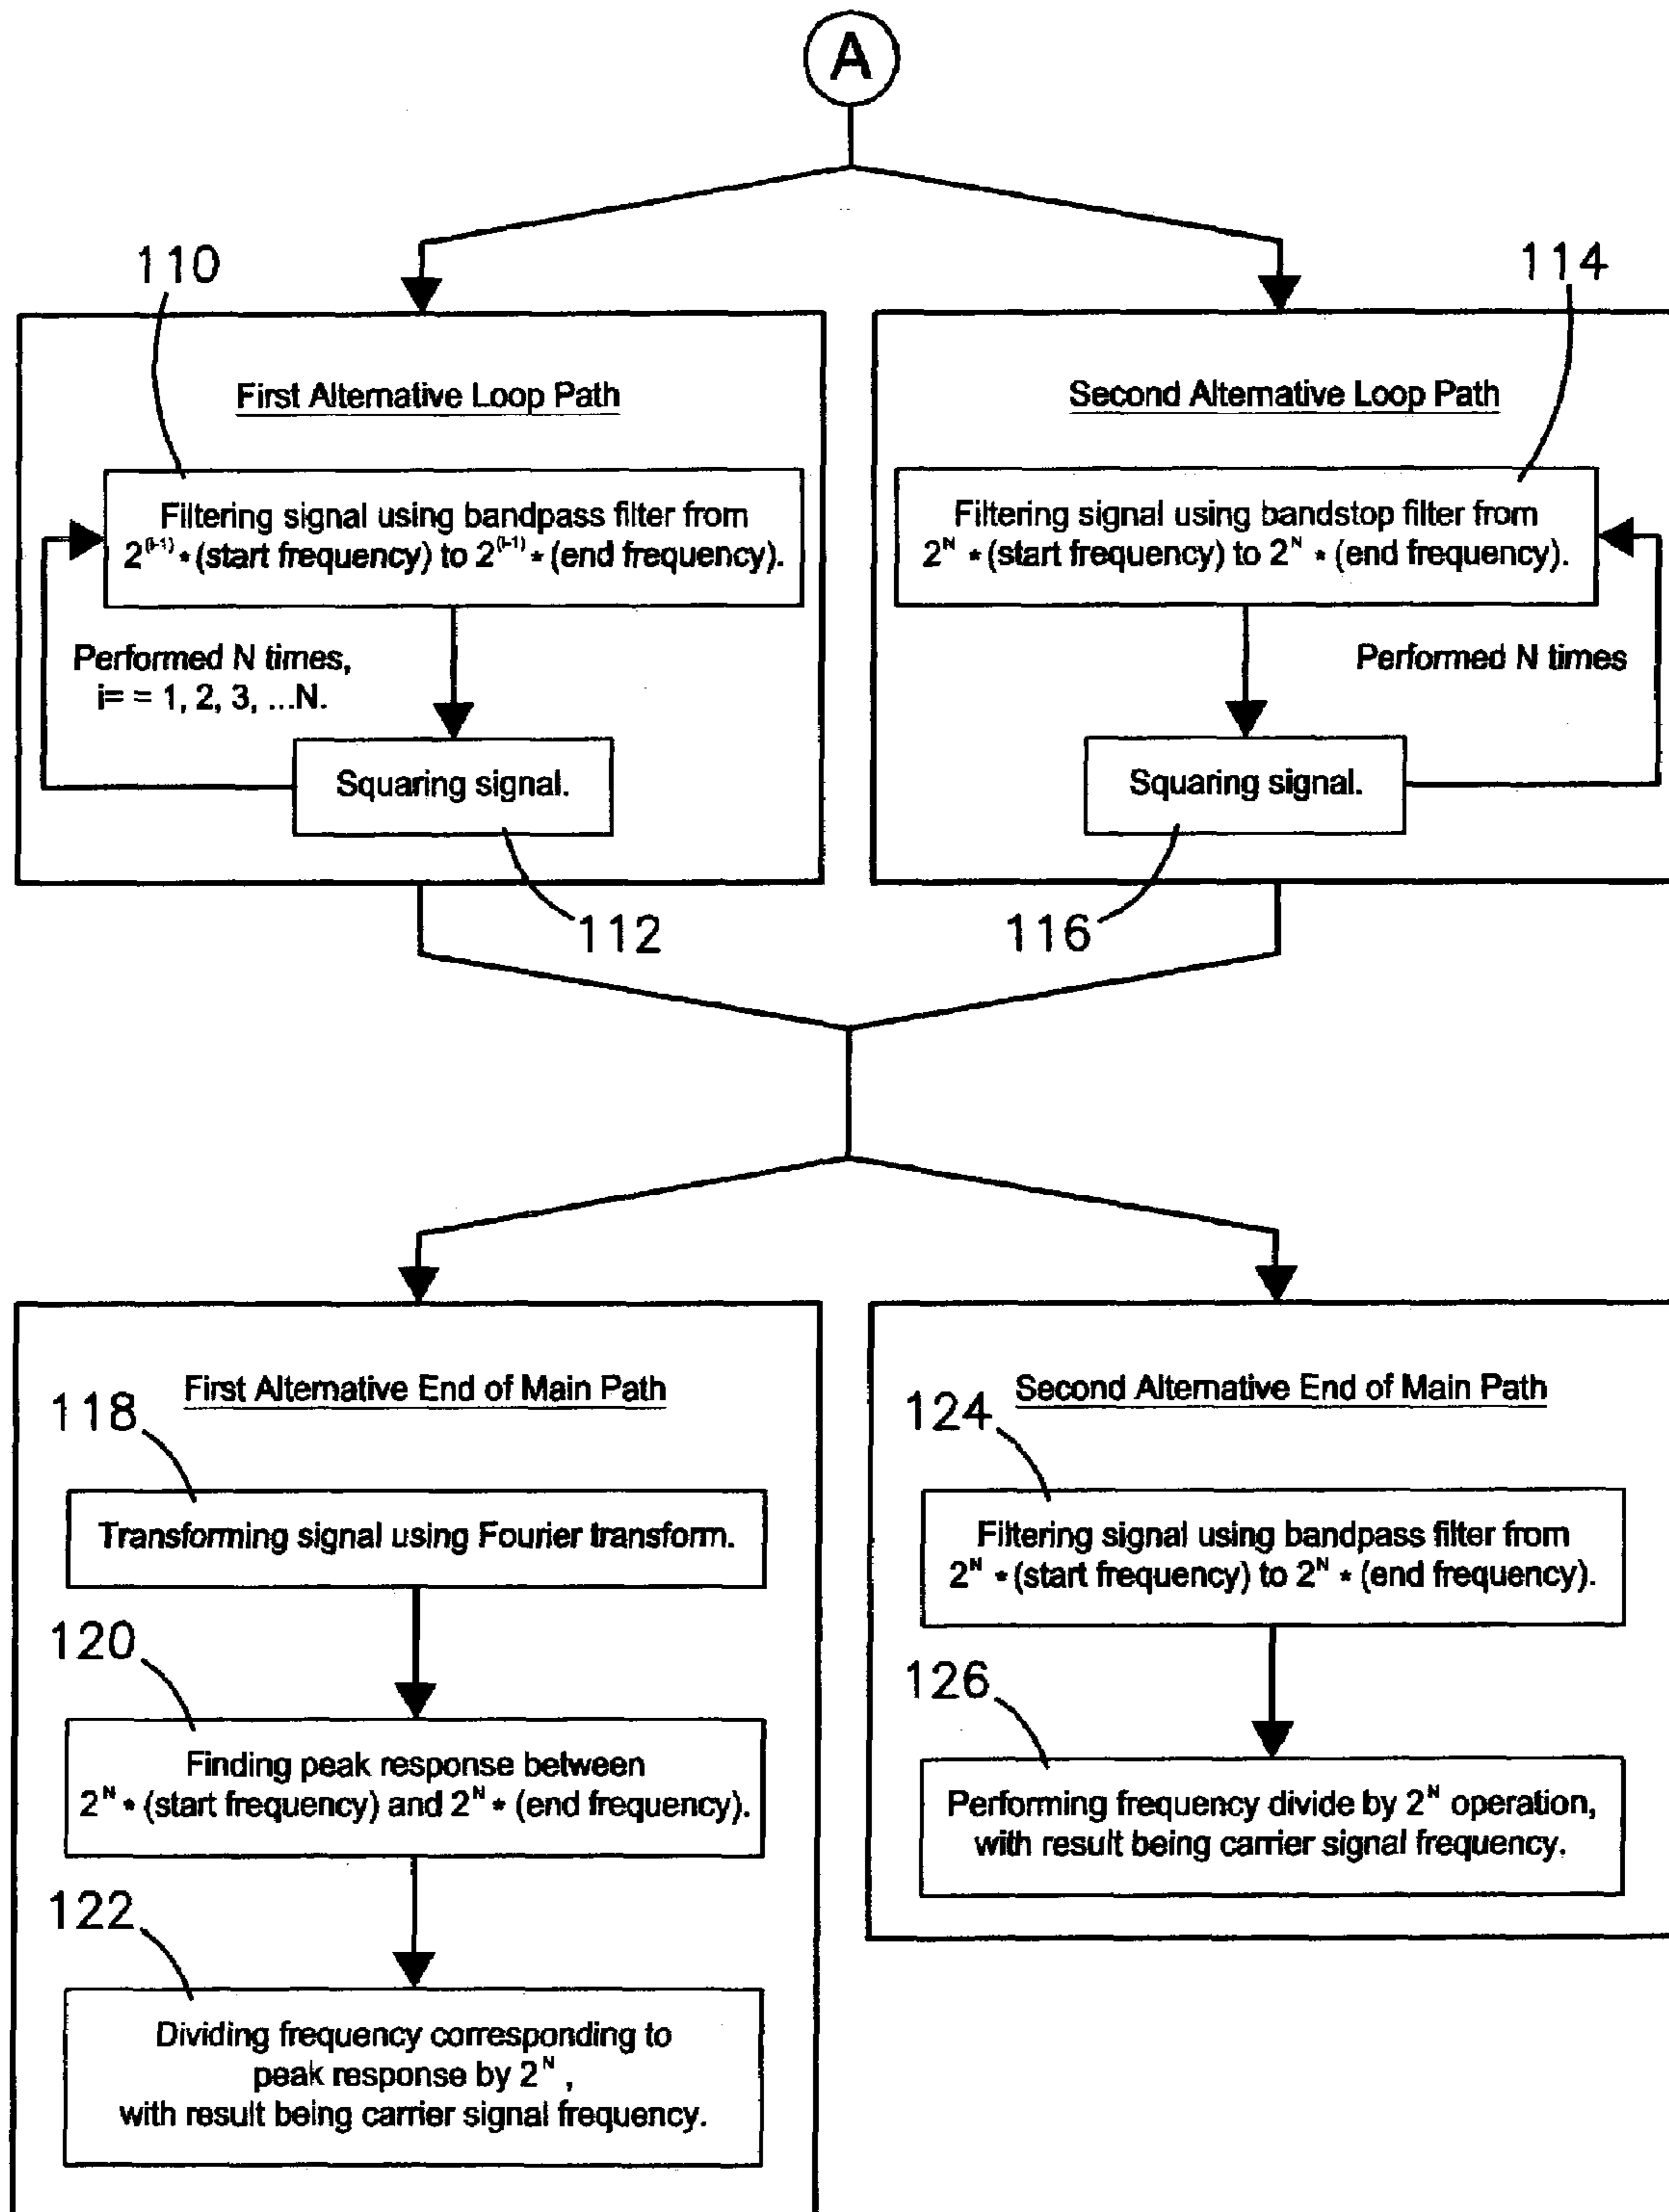 A
110
114
First Alternative Loop Path
Filtering signal using bandpass filter from
2^(i-1) * (start frequency) to 2^(i-1) * (end frequency).
Performed N times,
i= = 1, 2, 3, ...N.
Squaring signal.
112
Second Alternative Loop Path
Filtering signal using bandstop filter from
2^N * (start frequency) to 2^N * (end frequency).
Performed N times
Squaring signal.
116
First Alternative End of Main Path
118
Transforming signal using Fourier transform.
120
Finding peak response between
2^N * (start frequency) and 2^N * (end frequency).
122
Dividing frequency corresponding to
peak response by 2^N ,
with result being carrier signal frequency.
Second Alternative End of Main Path
124
Filtering signal using bandpass filter from
2^N * (start frequency) to 2^N * (end frequency).
126
Performing frequency divide by 2^N operation,
with result being carrier signal frequency.